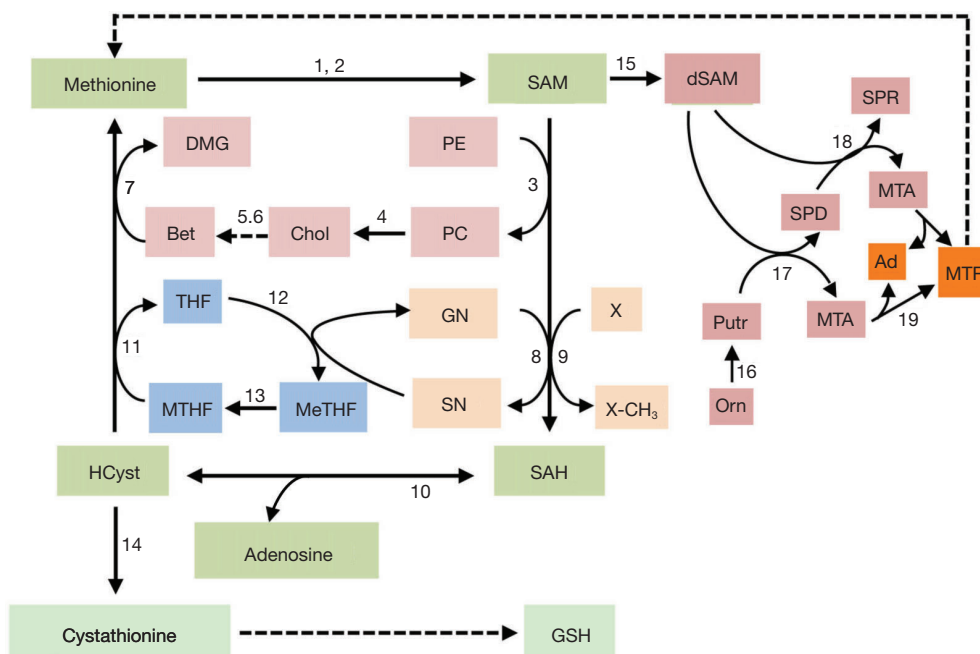 1, 2
15
Methionine
SAM
dSAM
SPR
DMG
PE
18
7
3
MTA
5.6
4
SPD
Bet
Chol
PC
Ad
MTR
17
THF
12
GN
X
Putr
MTA
19
11
8
9
16
13
MTHF
MeTHF
SN
X-CH₃
Orn
HCyst
SAH
10
14
Adenosine
Cystathionine
GSH